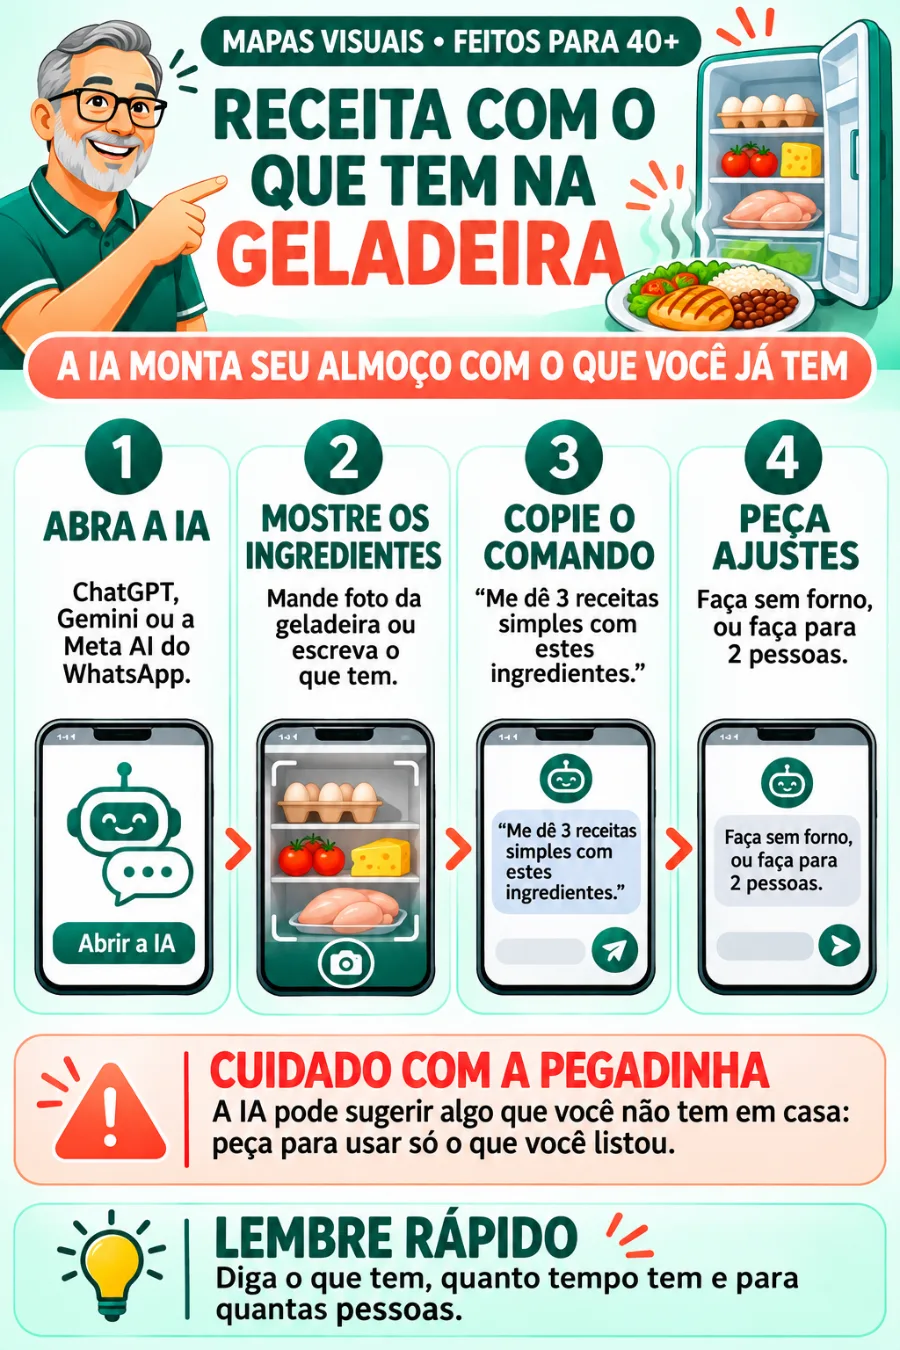 MAPAS VISUAIS • FEITOS PARA 40+
RECEITA COM O
QUE TEM NA
GELADEIRA
A IA MONTA SEU ALMOÇO COM O QUE VOCÊ JÁ TEM
1
ABRA A IA
ChatGPT,
Gemini ou a
Meta AI do
WhatsApp.
Abrir a IA
2
MOSTRE OS
INGREDIENTES
Mande foto da
geladeira ou
escreva o
que tem.
3
COPIE O
COMANDO
“Me dê 3 receitas
simples com
estes
ingredientes.”
“Me dê 3 receitas
simples com
estes
ingredientes.”
4
PEÇA
AJUSTES
Faça sem forno,
ou faça para
2 pessoas.
Faça sem forno,
ou faça para
2 pessoas.
CUIDADO COM A PEGADINHA
A IA pode sugerir algo que você não tem em casa:
peça para usar só o que você listou.
LEMBRE RÁPIDO
Diga o que tem, quanto tempo tem e para
quantas pessoas.